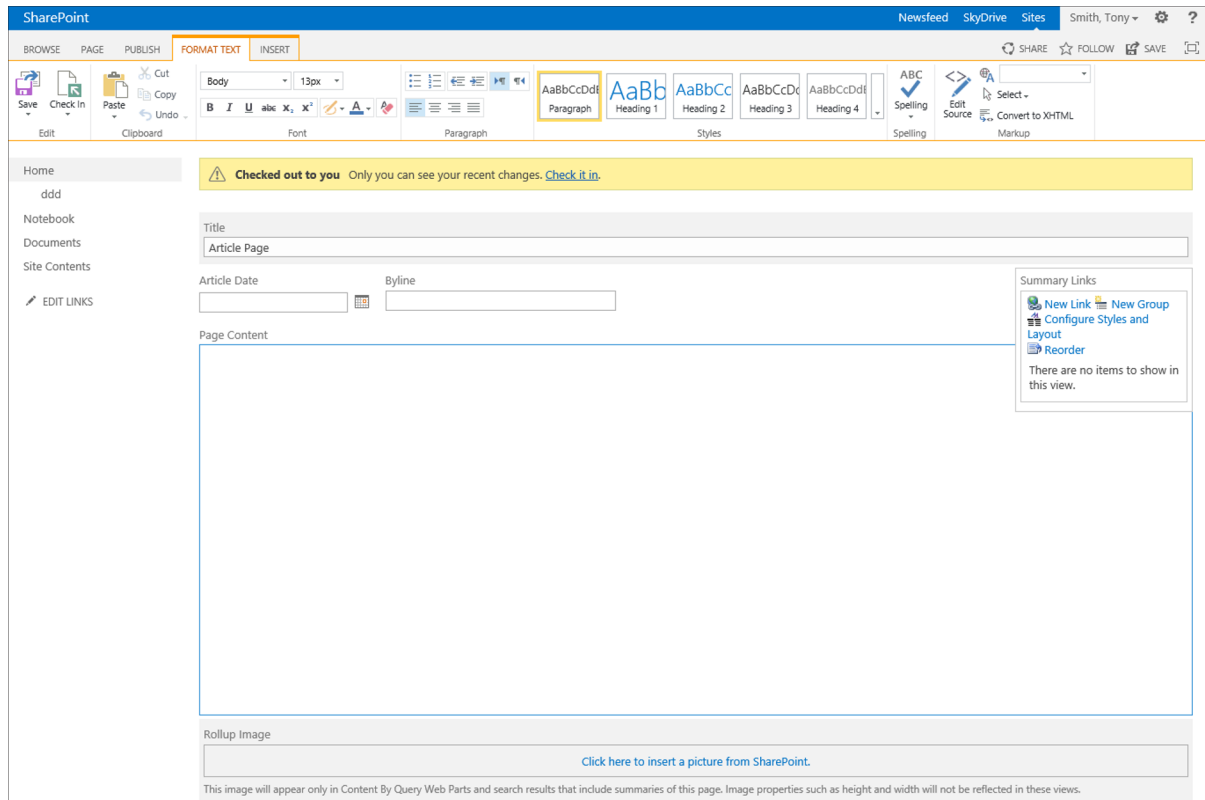 SharePoint
Newsfeed SkyDrive Sites Smith, Tony ?
BROWSE PAGE PUBLISH FORMAT TEXT INSERT SHARE FOLLOW SAVE
Save Check In Paste Cut Copy Undo
Body 13px
B I U abc X₂ X² A
AaBbCcDdE AaBb AaBbCc AaBbCcDc AaBbCcDdE
Paragraph Heading 1 Heading 2 Heading 3 Heading 4
ABC
Spelling
Edit Source
Select
Convert to XHTML
Edit Clipboard Font Paragraph Styles Spelling Markup
Home
ddd
Notebook
Documents
Site Contents
EDIT LINKS
Checked out to you Only you can see your recent changes. Check it in.
Title
Article Page
Article Date Byline
Summary Links
New Link New Group
Configure Styles and
Layout
Reorder
There are no items to show in
this view.
Page Content
Rollup Image
Click here to insert a picture from SharePoint.
This image will appear only in Content By Query Web Parts and search results that include summaries of this page. Image properties such as height and width will not be reflected in these views.